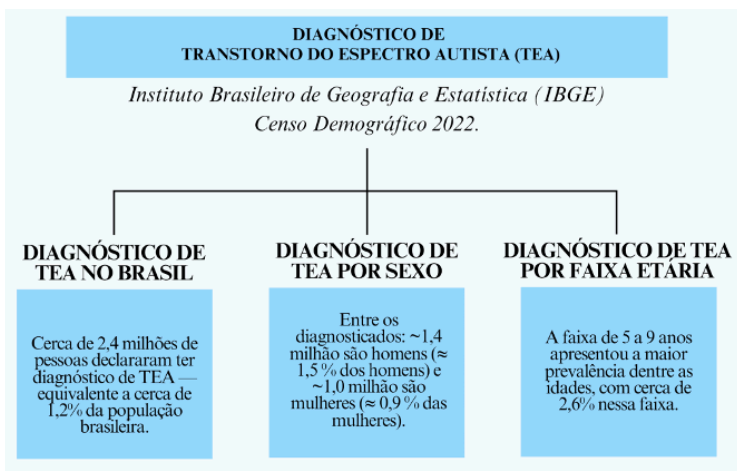 DIAGNÓSTICO DE
TRANSTORNO DO ESPECTRO AUTISTA (TEA)
Instituto Brasileiro de Geografia e Estatística (IBGE)
Censo Demográfico 2022.
DIAGNÓSTICO DE
TEA NO BRASIL
Cerca de 2,4 milhões de
pessoas declararam ter
diagnóstico de TEA —
equivalente a cerca de
1,2% da população
brasileira.
DIAGNÓSTICO DE
TEA POR SEXO
Entre os
diagnosticados: ~1,4
milhão são homens (≈
1,5 % dos homens) e
~1,0 milhão são
mulheres (≈ 0,9 % das
mulheres).
DIAGNÓSTICO DE TEA
POR FAIXA ETÁRIA
A faixa de 5 a 9 anos
apresentou a maior
prevalência dentre as
idades, com cerca de
2,6% nessa faixa.